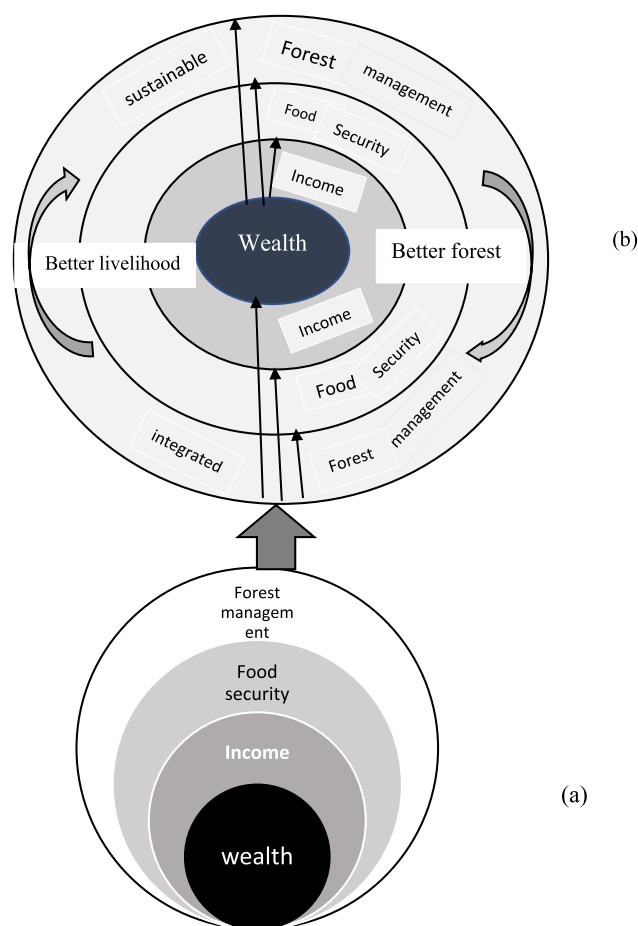 sustainable
Forest
management
Food
Security
Income
Wealth
Better livelihood
Better forest
(b)
Income
Food
Security
integrated
Forest
management
Forest
managem
ent
Food
security
Income
wealth
(a)